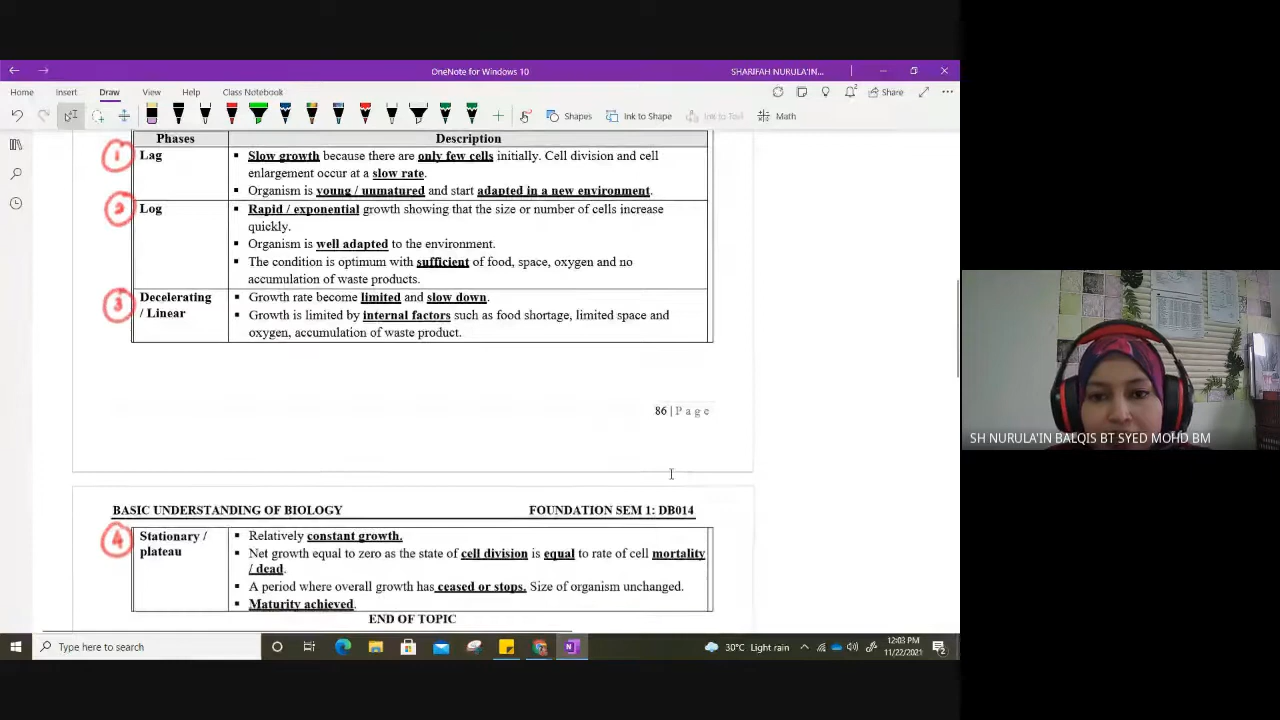 OneNote for Windows 10
SHARIFAH NURULA'IN...
Home Insert Draw View Help Class Notebook
Share
Shapes Ink to Shape Ink to Text Math
Phases Description
1 Lag
▪ Slow growth because there are only few cells initially. Cell division and cell
enlargement occur at a slow rate.
▪ Organism is young / unmatured and start adapted in a new environment.
2 Log
▪ Rapid / exponential growth showing that the size or number of cells increase
quickly.
▪ Organism is well adapted to the environment.
▪ The condition is optimum with sufficient of food, space, oxygen and no
accumulation of waste products.
3 Decelerating
/ Linear
▪ Growth rate become limited and slow down.
▪ Growth is limited by internal factors such as food shortage, limited space and
oxygen, accumulation of waste product.
86 | Page
BASIC UNDERSTANDING OF BIOLOGY FOUNDATION SEM 1: DB014
4 Stationary /
plateau
▪ Relatively constant growth.
▪ Net growth equal to zero as the state of cell division is equal to rate of cell mortality
/ dead.
▪ A period where overall growth has ceased or stops. Size of organism unchanged.
▪ Maturity achieved.
END OF TOPIC
SH NURULA'IN BALQIS BT SYED MOHD BM
Type here to search
30°C Light rain
12:03 PM
11/22/2021
2